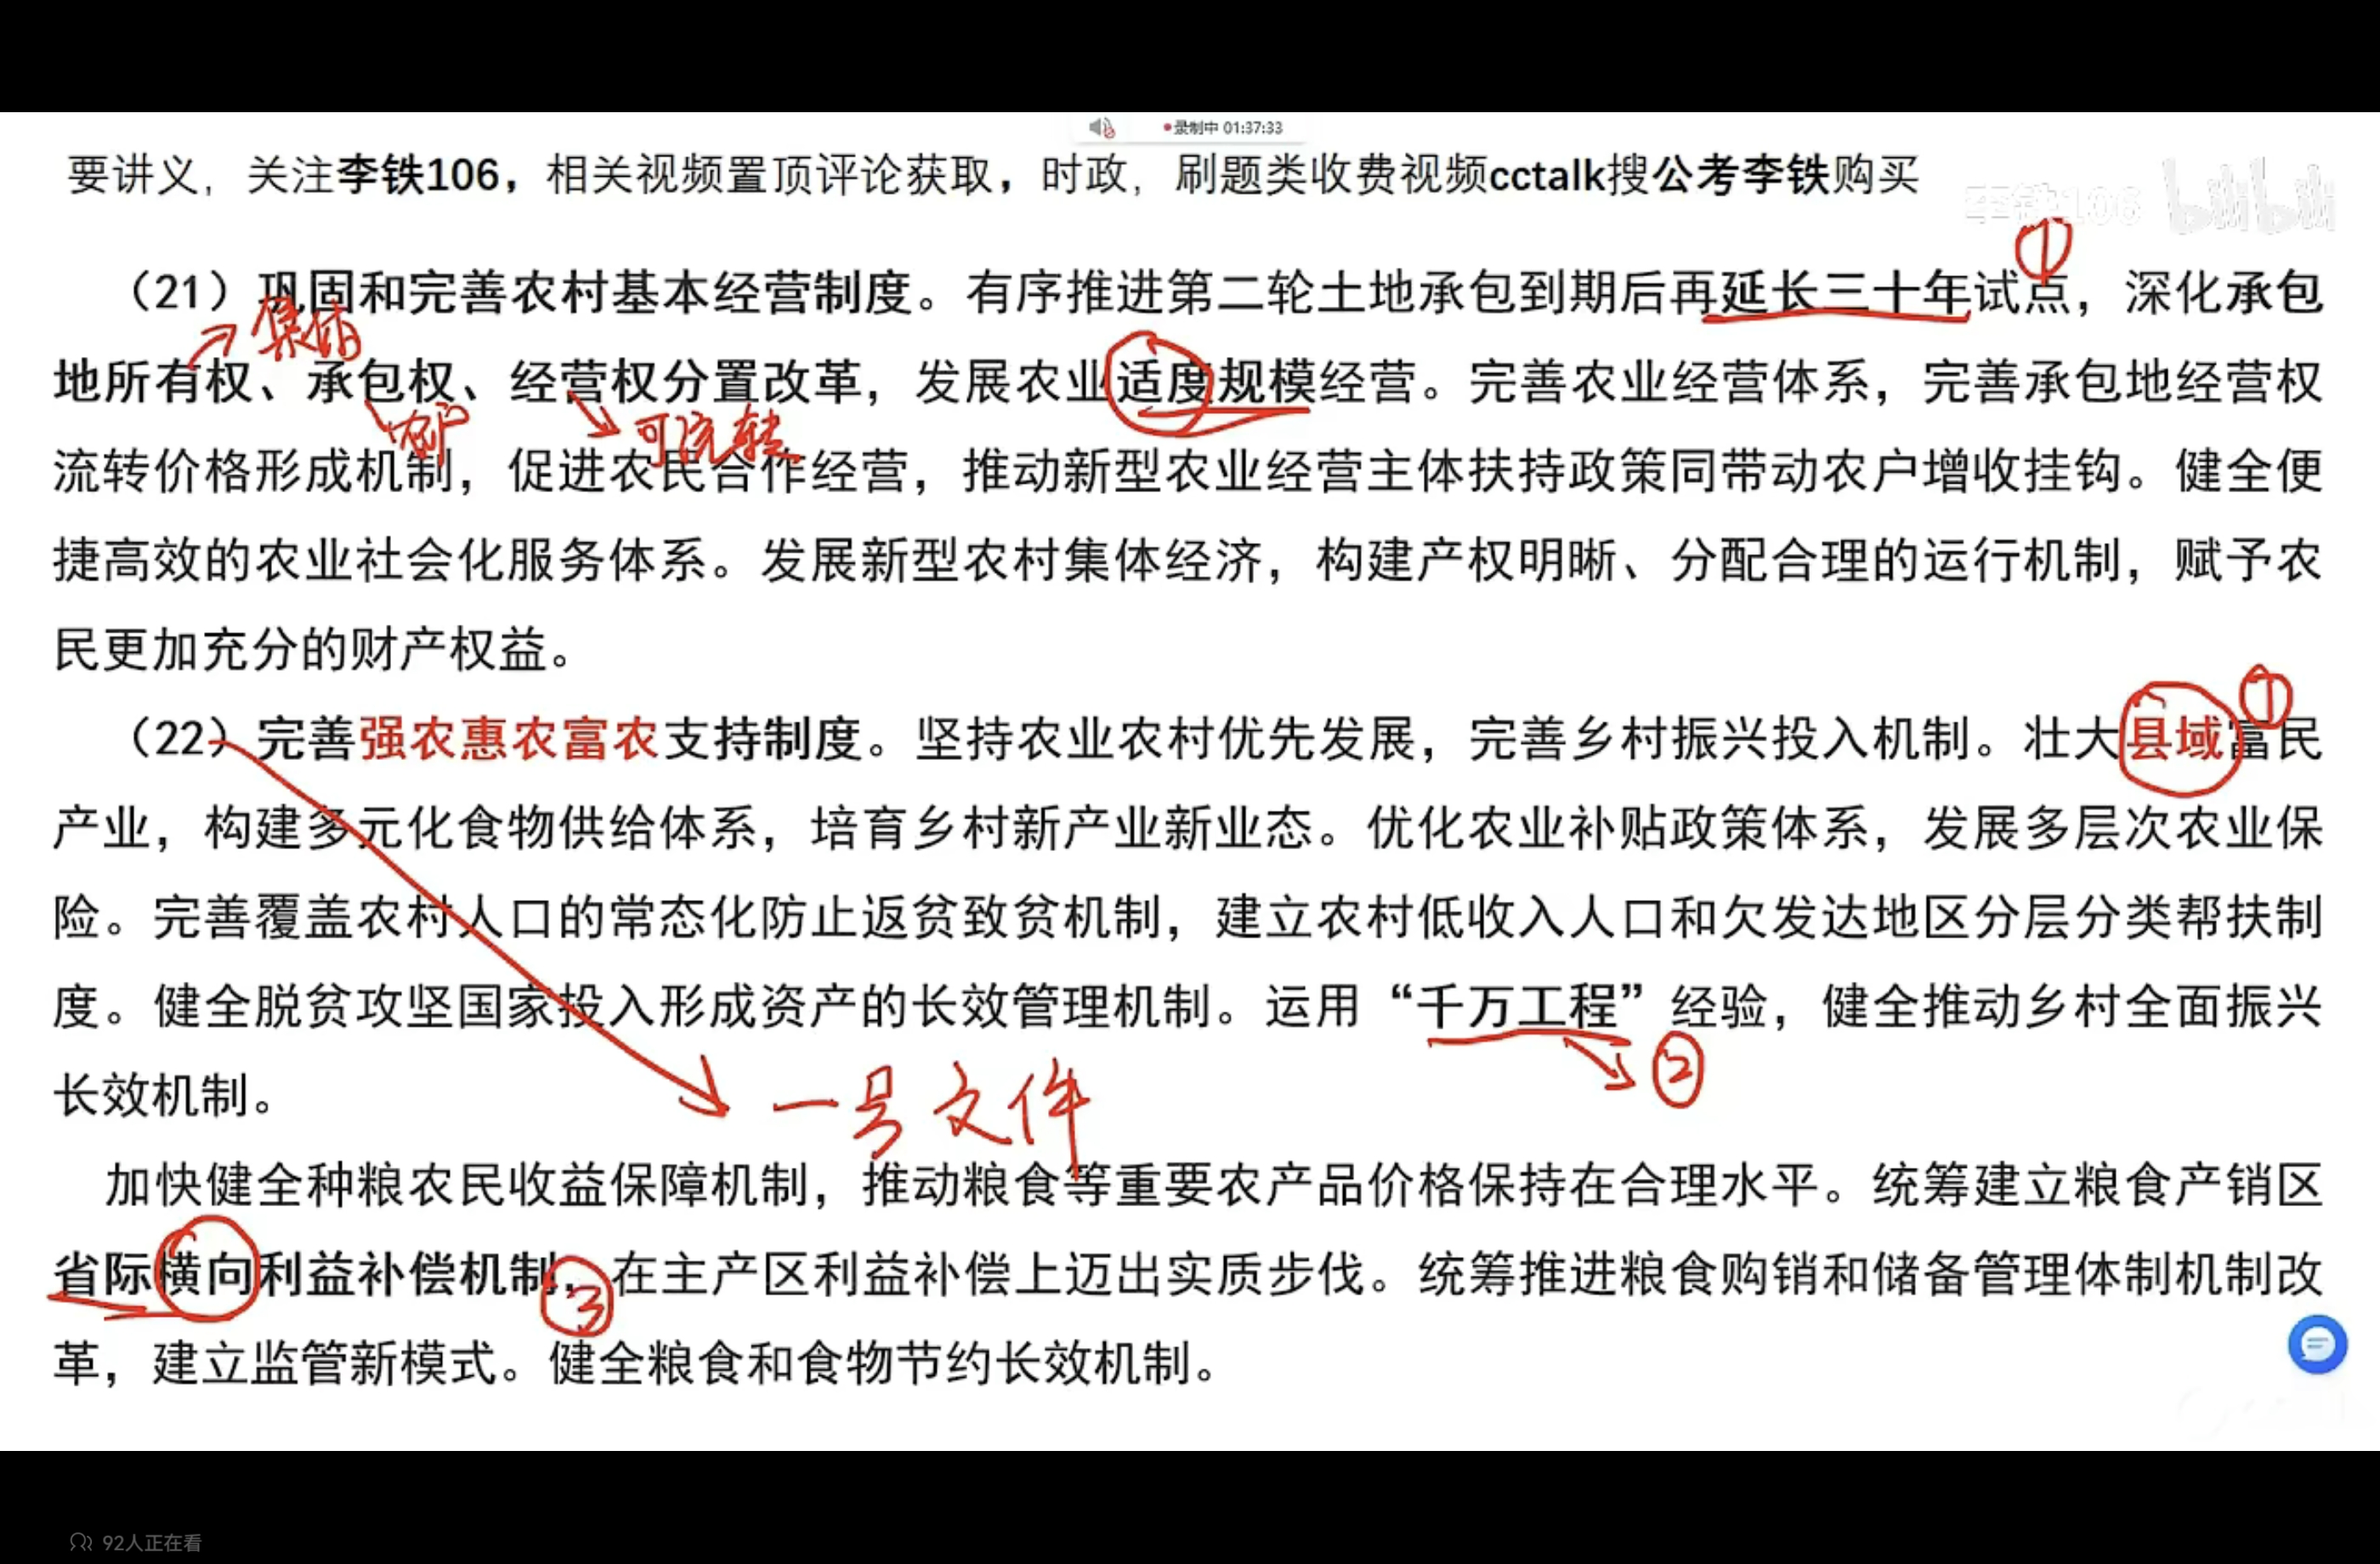 录制中 01:37:33
要讲义，关注李铁106，相关视频置顶评论获取，时政，刷题类收费视频cctalk搜公考李铁购买
李铁106 bilibili
①
（21）巩固和完善农村基本经营制度。有序推进第二轮土地承包到期后再延长三十年试点，深化承包
集体
地所有权、承包权、经营权分置改革，发展农业适度规模经营。完善农业经营体系，完善承包地经营权
农户 可流转
流转价格形成机制，促进农民合作经营，推动新型农业经营主体扶持政策同带动农户增收挂钩。健全便
捷高效的农业社会化服务体系。发展新型农村集体经济，构建产权明晰、分配合理的运行机制，赋予农
民更加充分的财产权益。
①
（22）完善强农惠农富农支持制度。坚持农业农村优先发展，完善乡村振兴投入机制。壮大县域富民
产业，构建多元化食物供给体系，培育乡村新产业新业态。优化农业补贴政策体系，发展多层次农业保
险。完善覆盖农村人口的常态化防止返贫致贫机制，建立农村低收入人口和欠发达地区分层分类帮扶制
度。健全脱贫攻坚国家投入形成资产的长效管理机制。运用“千万工程”经验，健全推动乡村全面振兴
②
长效机制。
一号文件
加快健全种粮农民收益保障机制，推动粮食等重要农产品价格保持在合理水平。统筹建立粮食产销区
省际横向利益补偿机制，在主产区利益补偿上迈出实质步伐。统筹推进粮食购销和储备管理体制机制改
③
革，建立监管新模式。健全粮食和食物节约长效机制。
92人正在看